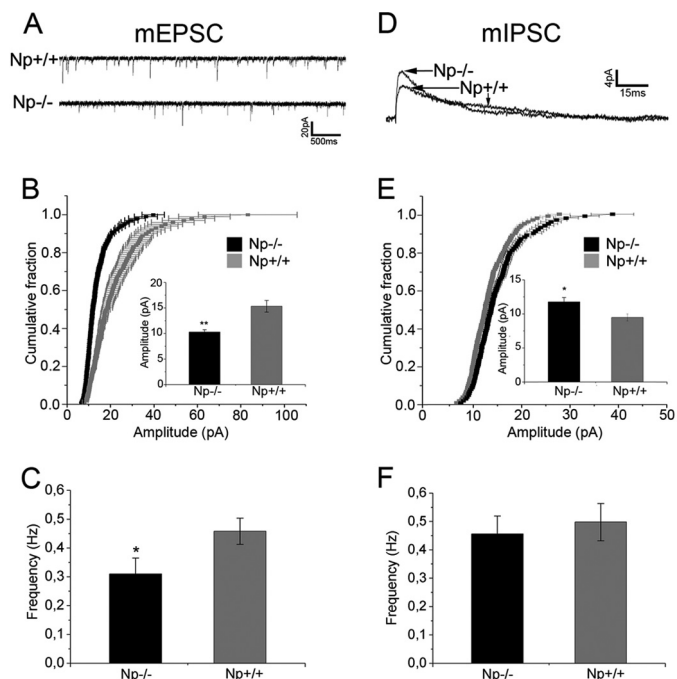 A
mEPSC
Np+/+
Np-/-
20pA
500ms
D
mIPSC
Np-/-
Np+/+
4pA
15ms
B
Cumulative fraction
1.0
0.8
0.6
0.4
0.2
0.0
0 20 40 60 80 100
Amplitude (pA)
Np-/-
Np+/+
Amplitude (pA)
20
15
10
5
0
**
Np-/- Np+/+
E
Cumulative fraction
1.0
0.8
0.6
0.4
0.2
0.0
0 10 20 30 40 50
Amplitude (pA)
Np-/-
Np+/+
Amplitude (pA)
15
10
5
0
*
Np-/- Np+/+
C
Frequency (Hz)
0,6
0,5
0,4
0,3
0,2
0,1
0,0
*
Np-/- Np+/+
F
Frequency (Hz)
0,6
0,5
0,4
0,3
0,2
0,1
0,0
Np-/- Np+/+